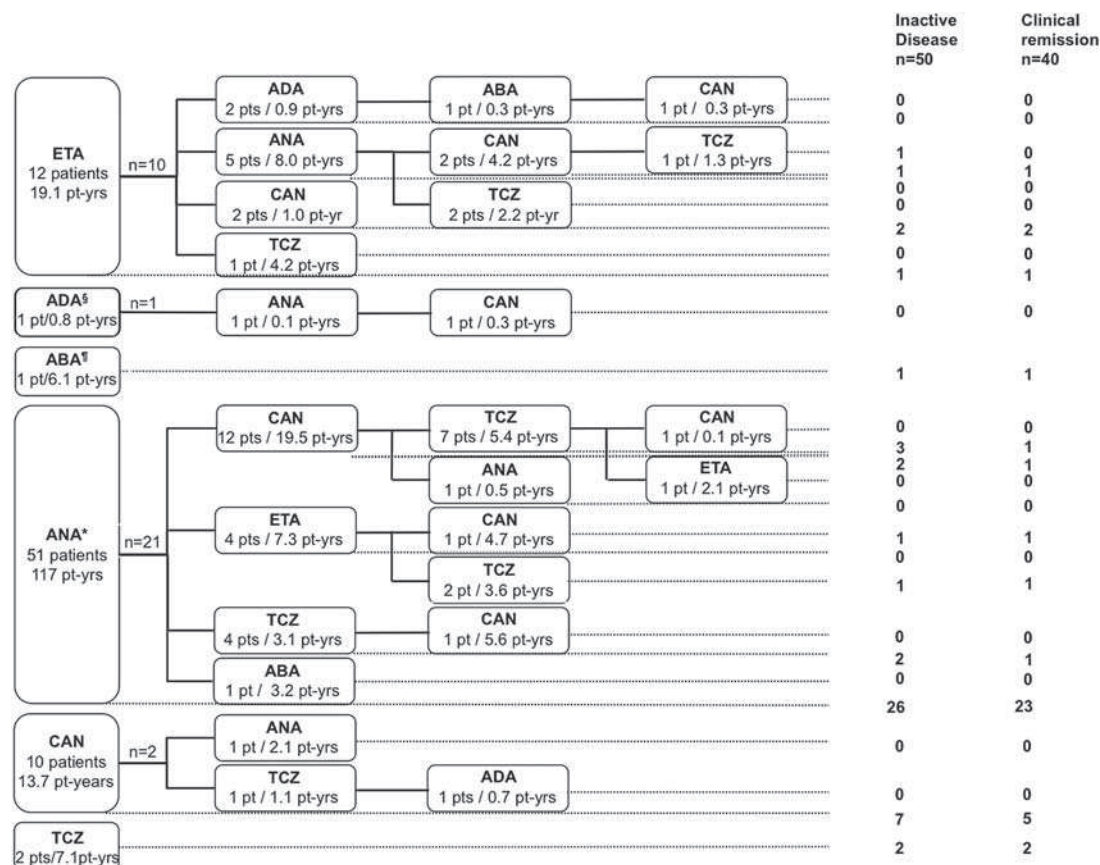 Inactive Disease n=50
Clinical remission n=40
ETA
12 patients
19.1 pt-yrs
n=10
ADA
2 pts / 0.9 pt-yrs
ABA
1 pt / 0.3 pt-yrs
CAN
1 pt / 0.3 pt-yrs
0 0
0 0
ANA
5 pts / 8.0 pt-yrs
CAN
2 pts / 4.2 pt-yrs
TCZ
1 pt / 1.3 pt-yrs
1 0
1 1
0 0
CAN
2 pts / 1.0 pt-yr
TCZ
2 pts / 2.2 pt-yr
0 0
2 2
TCZ
1 pt / 4.2 pt-yrs
0 0
1 1
ADA§
1 pt/0.8 pt-yrs
n=1
ANA
1 pt / 0.1 pt-yrs
CAN
1 pt / 0.3 pt-yrs
0 0
ABA¶
1 pt/6.1 pt-yrs
1 1
ANA*
51 patients
117 pt-yrs
n=21
CAN
12 pts / 19.5 pt-yrs
TCZ
7 pts / 5.4 pt-yrs
CAN
1 pt / 0.1 pt-yrs
0 0
3 1
2 1
ANA
1 pt / 0.5 pt-yrs
ETA
1 pt / 2.1 pt-yrs
0 0
0 0
ETA
4 pts / 7.3 pt-yrs
CAN
1 pt / 4.7 pt-yrs
1 1
0 0
TCZ
2 pt / 3.6 pt-yrs
1 1
TCZ
4 pts / 3.1 pt-yrs
CAN
1 pt / 5.6 pt-yrs
0 0
2 1
ABA
1 pt / 3.2 pt-yrs
0 0
26 23
CAN
10 patients
13.7 pt-years
n=2
ANA
1 pt / 2.1 pt-yrs
0 0
TCZ
1 pt / 1.1 pt-yrs
ADA
1 pts / 0.7 pt-yrs
0 0
7 5
TCZ
2 pts/7.1pt-yrs
2 2